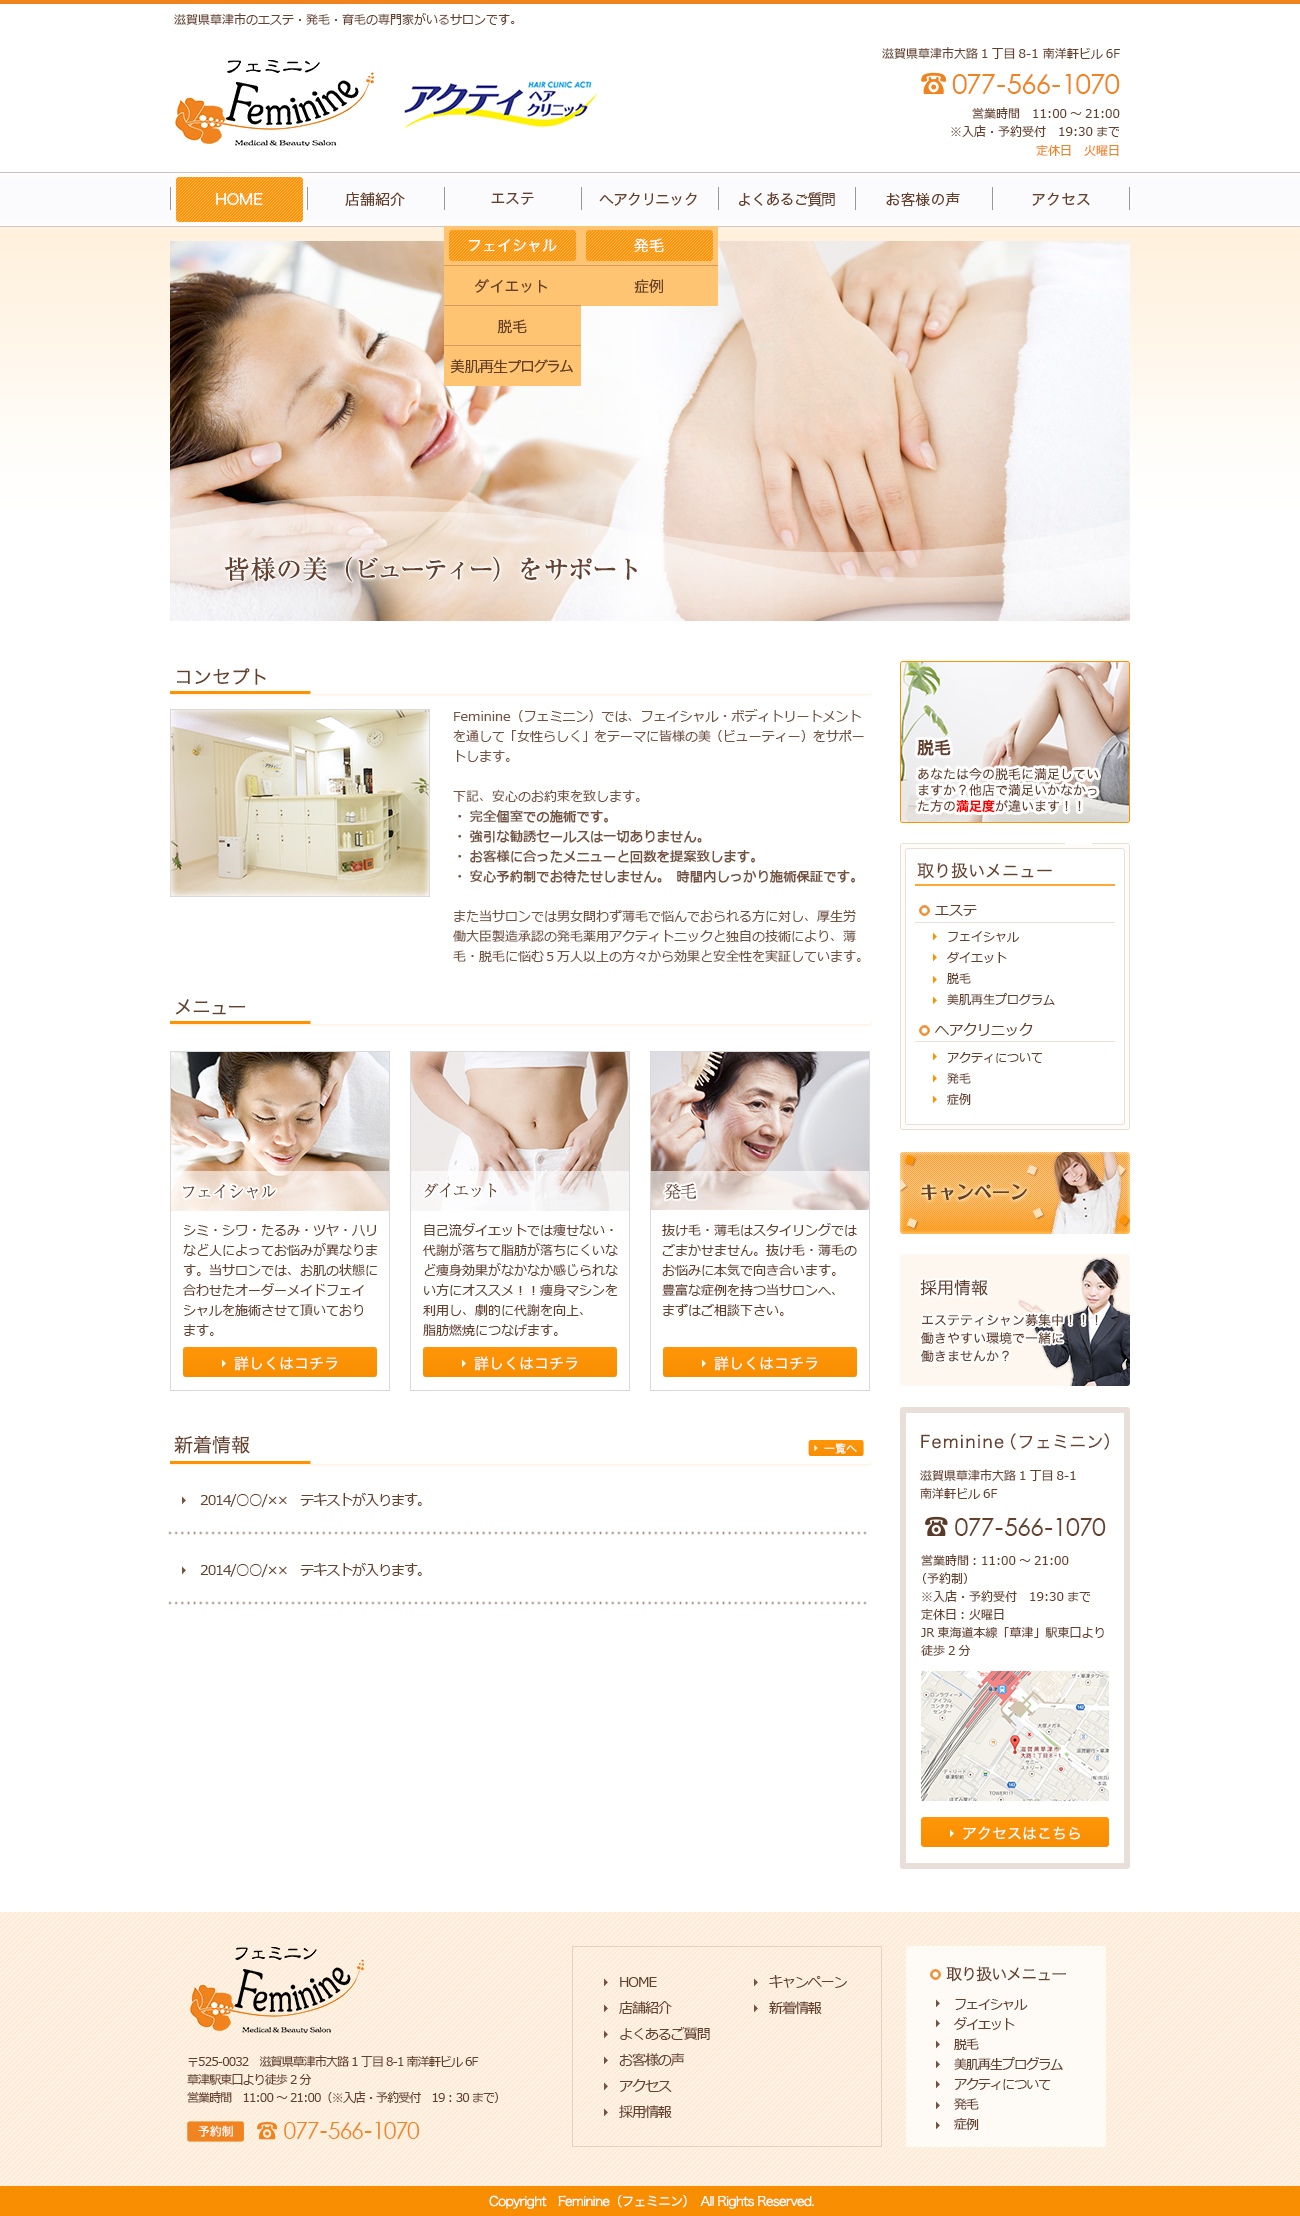 滋賀県草津市のエステ・発毛・育毛の専門家がいるサロンです。
フェミニン
Feminine
Medical & Beauty Salon
HAIR CLINIC ACTI
アクティ ヘア
クリニック
滋賀県草津市大路1丁目8-1 南洋軒ビル6F
☎077-566-1070
営業時間　11:00 ～ 21:00
※入店・予約受付　19:30 まで
定休日　火曜日
HOME
店舗紹介
エステ
ヘアクリニック
よくあるご質問
お客様の声
アクセス
フェイシャル
発毛
ダイエット
症例
脱毛
美肌再生プログラム
皆様の美（ビューティー）をサポート
コンセプト
Feminine（フェミニン）では、フェイシャル・ボディトリートメント
を通して「女性らしく」をテーマに皆様の美（ビューティー）をサポー
トします。
下記、安心のお約束を致します。
・ 完全個室での施術です。
・ 強引な勧誘セールスは一切ありません。
・ お客様に合ったメニューと回数を提案致します。
・ 安心予約制でお待たせしません。 時間内しっかり施術保証です。
また当サロンでは男女問わず薄毛で悩んでおられる方に対し、厚生労
働大臣製造承認の発毛薬用アクティトニックと独自の技術により、薄
毛・脱毛に悩む5万人以上の方々から効果と安全性を実証しています。
メニュー
フェイシャル
シミ・シワ・たるみ・ツヤ・ハリ
など人によってお悩みが異なりま
す。当サロンでは、お肌の状態に
合わせたオーダーメイドフェイ
シャルを施術させて頂いており
ます。
詳しくはコチラ
ダイエット
自己流ダイエットでは痩せない・
代謝が落ちて脂肪が落ちにくいな
ど痩身効果がなかなか感じられな
い方にオススメ！！痩身マシンを
利用し、劇的に代謝を向上、
脂肪燃焼につなげます。
詳しくはコチラ
発毛
抜け毛・薄毛はスタイリングでは
ごまかせません。抜け毛・薄毛の
お悩みに本気で向き合います。
豊富な症例を持つ当サロンへ、
まずはご相談下さい。
詳しくはコチラ
新着情報
一覧へ
2014/○○/××　テキストが入ります。
2014/○○/××　テキストが入ります。
脱毛
あなたは今の脱毛に満足してい
ますか？他店で満足いかなかっ
た方の満足度が違います！！
取り扱いメニュー
エステ
フェイシャル
ダイエット
脱毛
美肌再生プログラム
ヘアクリニック
アクティについて
発毛
症例
キャンペーン
採用情報
エステティシャン募集中！！！
働きやすい環境で一緒に
働きませんか？
Feminine（フェミニン）
滋賀県草津市大路1丁目8-1
南洋軒ビル6F
☎077-566-1070
営業時間：11:00 ～ 21:00
（予約制）
※入店・予約受付　19:30 まで
定休日：火曜日
JR 東海道本線「草津」駅東口より
徒歩2分
滋賀県草津市
大路1丁目8-1
アクセスはこちら
フェミニン
Feminine
Medical & Beauty Salon
〒525-0032　滋賀県草津市大路1丁目8-1 南洋軒ビル6F
草津駅東口より徒歩2分
営業時間　11:00 ～ 21:00（※入店・予約受付　19：30 まで）
予約制
☎077-566-1070
HOME
店舗紹介
よくあるご質問
お客様の声
アクセス
採用情報
キャンペーン
新着情報
取り扱いメニュー
フェイシャル
ダイエット
脱毛
美肌再生プログラム
アクティについて
発毛
症例
Copyright　Feminine（フェミニン）　All Rights Reserved.